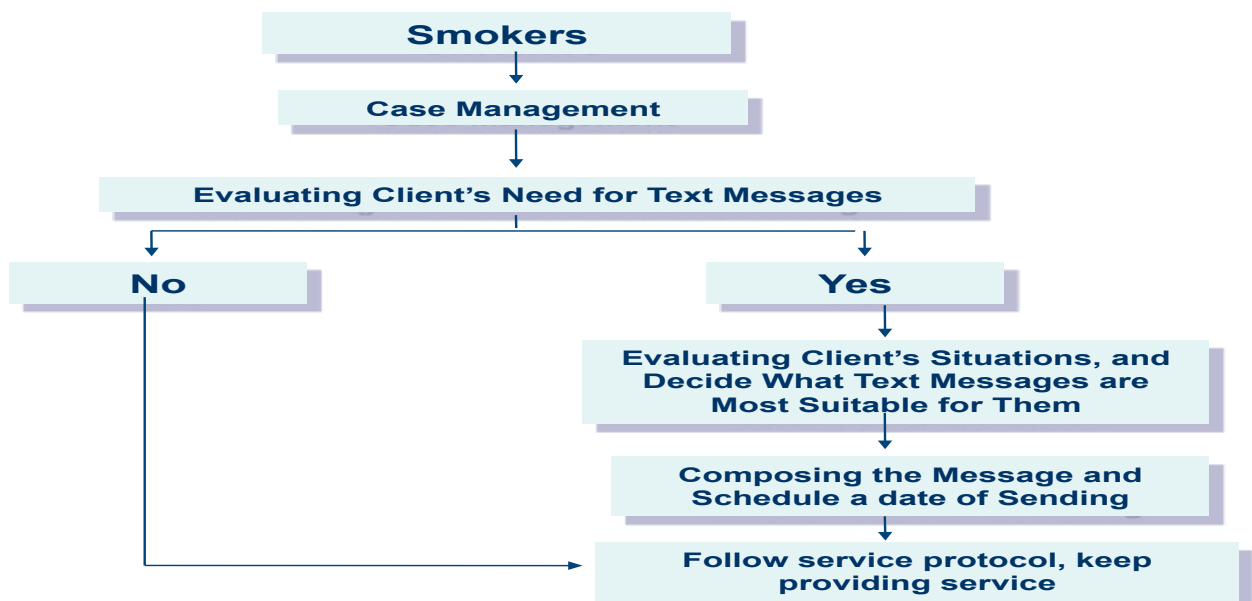 Smokers
Case Management
Evaluating Client’s Need for Text Messages
No
Yes
Evaluating Client’s Situations, and
Decide What Text Messages are
Most Suitable for Them
Composing the Message and
Schedule a date of Sending
Follow service protocol, keep
providing service